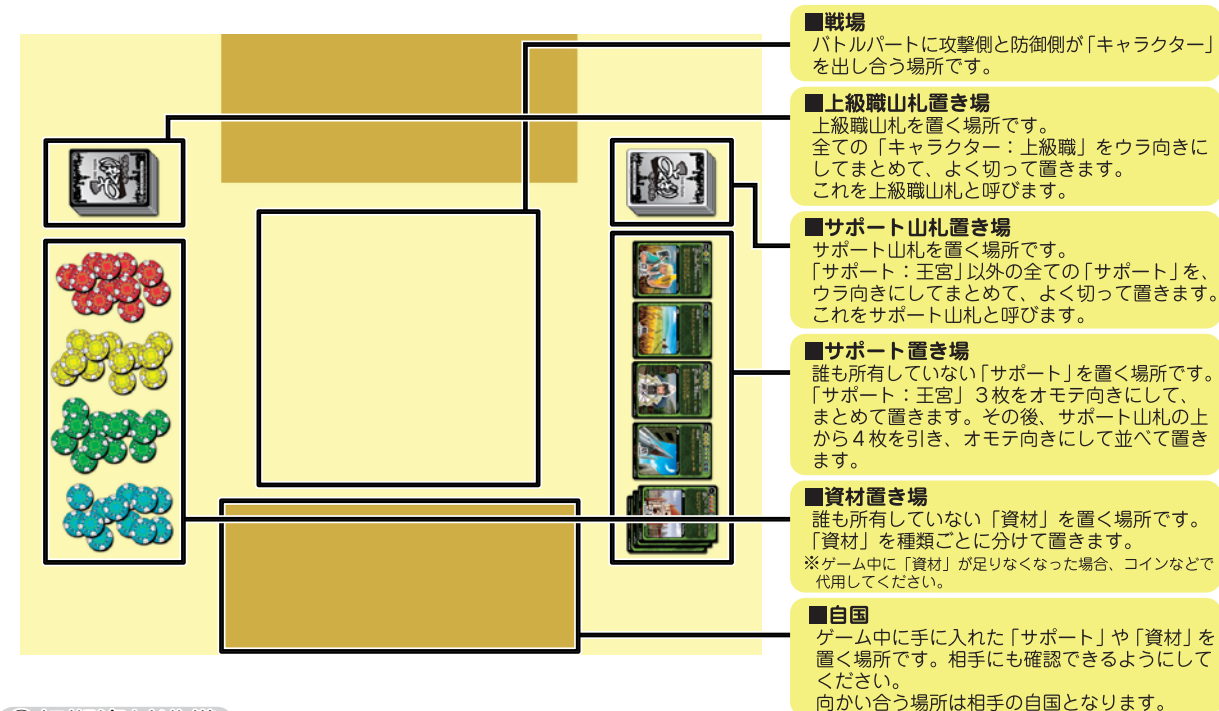 ■戦場
バトルパートに攻撃側と防御側が「キャラクター」
を出し合う場所です。
■上級職山札置き場
上級職山札を置く場所です。
全ての「キャラクター：上級職」をウラ向きに
してまとめて、よく切って置きます。
これを上級職山札と呼びます。
■サポート山札置き場
サポート山札を置く場所です。
「サポート：王宮」以外の全ての「サポート」を、
ウラ向きにしてまとめて、よく切って置きます。
これをサポート山札と呼びます。
■サポート置き場
誰も所有していない「サポート」を置く場所です。
「サポート：王宮」３枚をオモテ向きにして、
まとめて置きます。その後、サポート山札の上
から４枚を引き、オモテ向きにして並べて置き
ます。
■資材置き場
誰も所有していない「資材」を置く場所です。
「資材」を種類ごとに分けて置きます。
※ゲーム中に「資材」が足りなくなった場合、コインなどで
代用してください。
■自国
ゲーム中に手に入れた「サポート」や「資材」を
置く場所です。相手にも確認できるようにして
ください。
向かい合う場所は相手の自国となります。